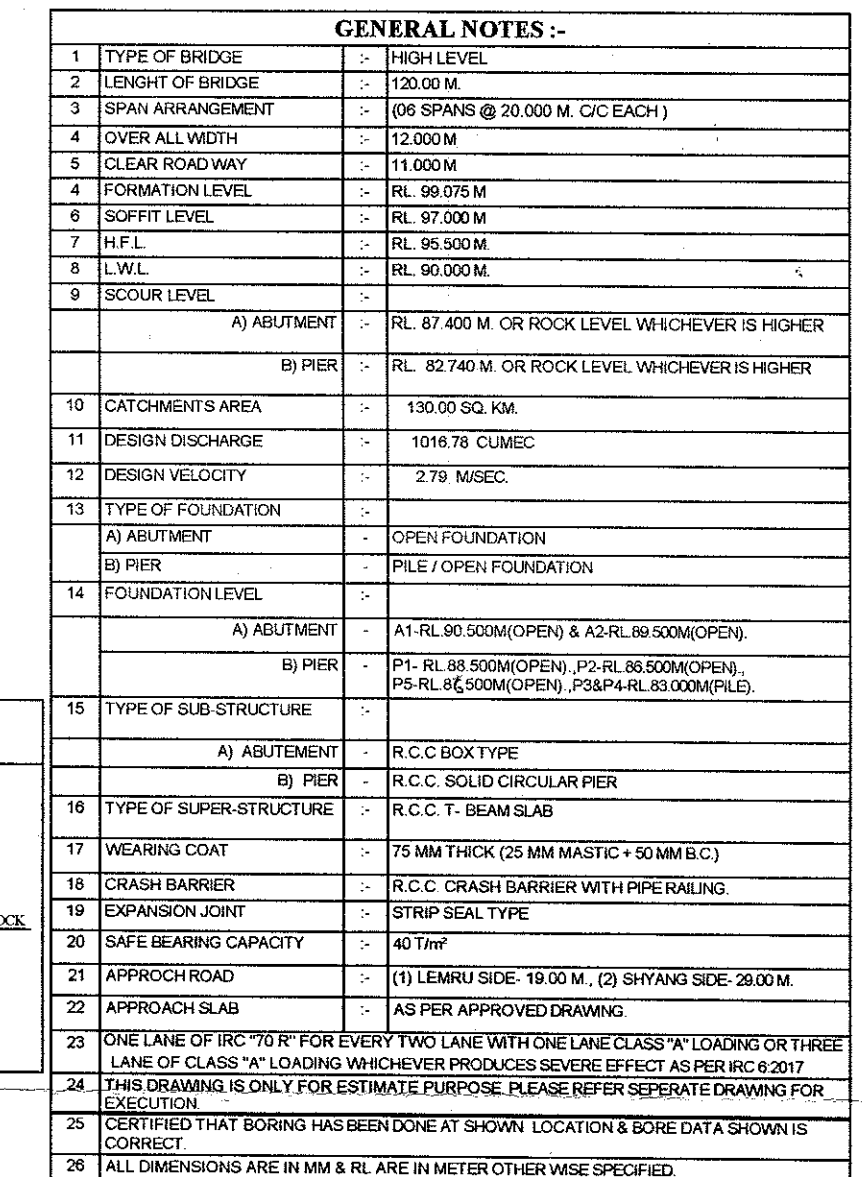 GENERAL NOTES :-
1 TYPE OF BRIDGE :- HIGH LEVEL
2 LENGHT OF BRIDGE :- 120.00 M.
3 SPAN ARRANGEMENT :- (06 SPANS @ 20.000 M. C/C EACH )
4 OVER ALL WIDTH :- 12.000 M
5 CLEAR ROAD WAY :- 11.000 M
4 FORMATION LEVEL :- RL. 99.075 M
6 SOFFIT LEVEL :- RL. 97.000 M
7 H.F.L. :- RL. 95.500 M.
8 L.W.L. :- RL. 90.000 M.
9 SCOUR LEVEL :-
A) ABUTMENT :- RL. 87.400 M. OR ROCK LEVEL WHICHEVER IS HIGHER
B) PIER :- RL. 82.740 M. OR ROCK LEVEL WHICHEVER IS HIGHER
10 CATCHMENTS AREA :- 130.00 SQ. KM.
11 DESIGN DISCHARGE :- 1016.78 CUMEC
12 DESIGN VELOCITY :- 2.79 M/SEC.
13 TYPE OF FOUNDATION :-
A) ABUTMENT - OPEN FOUNDATION
B) PIER - PILE / OPEN FOUNDATION
14 FOUNDATION LEVEL :-
A) ABUTMENT - A1-RL.90.500M(OPEN) & A2-RL.89.500M(OPEN).
B) PIER - P1- RL.88.500M(OPEN).,P2-RL.86.500M(OPEN).,
(OPEN).,P3&P4-RL.83.000M(PILE).
15 TYPE OF SUB-STRUCTURE :-
A) ABUTEMENT - R.C.C BOX TYPE
B) PIER - R.C.C. SOLID CIRCULAR PIER
16 TYPE OF SUPER-STRUCTURE :- R.C.C. T- BEAM SLAB
17 WEARING COAT :- 75 MM THICK (25 MM MASTIC + 50 MM B.C.)
18 CRASH BARRIER :- R.C.C. CRASH BARRIER WITH PIPE RAILING.
19 EXPANSION JOINT :- STRIP SEAL TYPE
20 SAFE BEARING CAPACITY :- 40 T/m²
21 APPROCH ROAD :- (1) LEMRU SIDE- 19.00 M., (2) SHYANG SIDE- 29.00 M.
22 APPROACH SLAB :- AS PER APPROVED DRAWING.
23 ONE LANE OF IRC "70 R" FOR EVERY TWO LANE WITH ONE LANE CLASS "A" LOADING OR THREE
LANE OF CLASS "A" LOADING WHICHEVER PRODUCES SEVERE EFFECT AS PER IRC 6:2017
24 THIS DRAWING IS ONLY FOR ESTIMATE PURPOSE. PLEASE REFER SEPERATE DRAWING FOR
EXECUTION.
25 CERTIFIED THAT BORING HAS BEEN DONE AT SHOWN LOCATION & BORE DATA SHOWN IS
CORRECT.
26 ALL DIMENSIONS ARE IN MM & RL ARE IN METER OTHER WISE SPECIFIED.